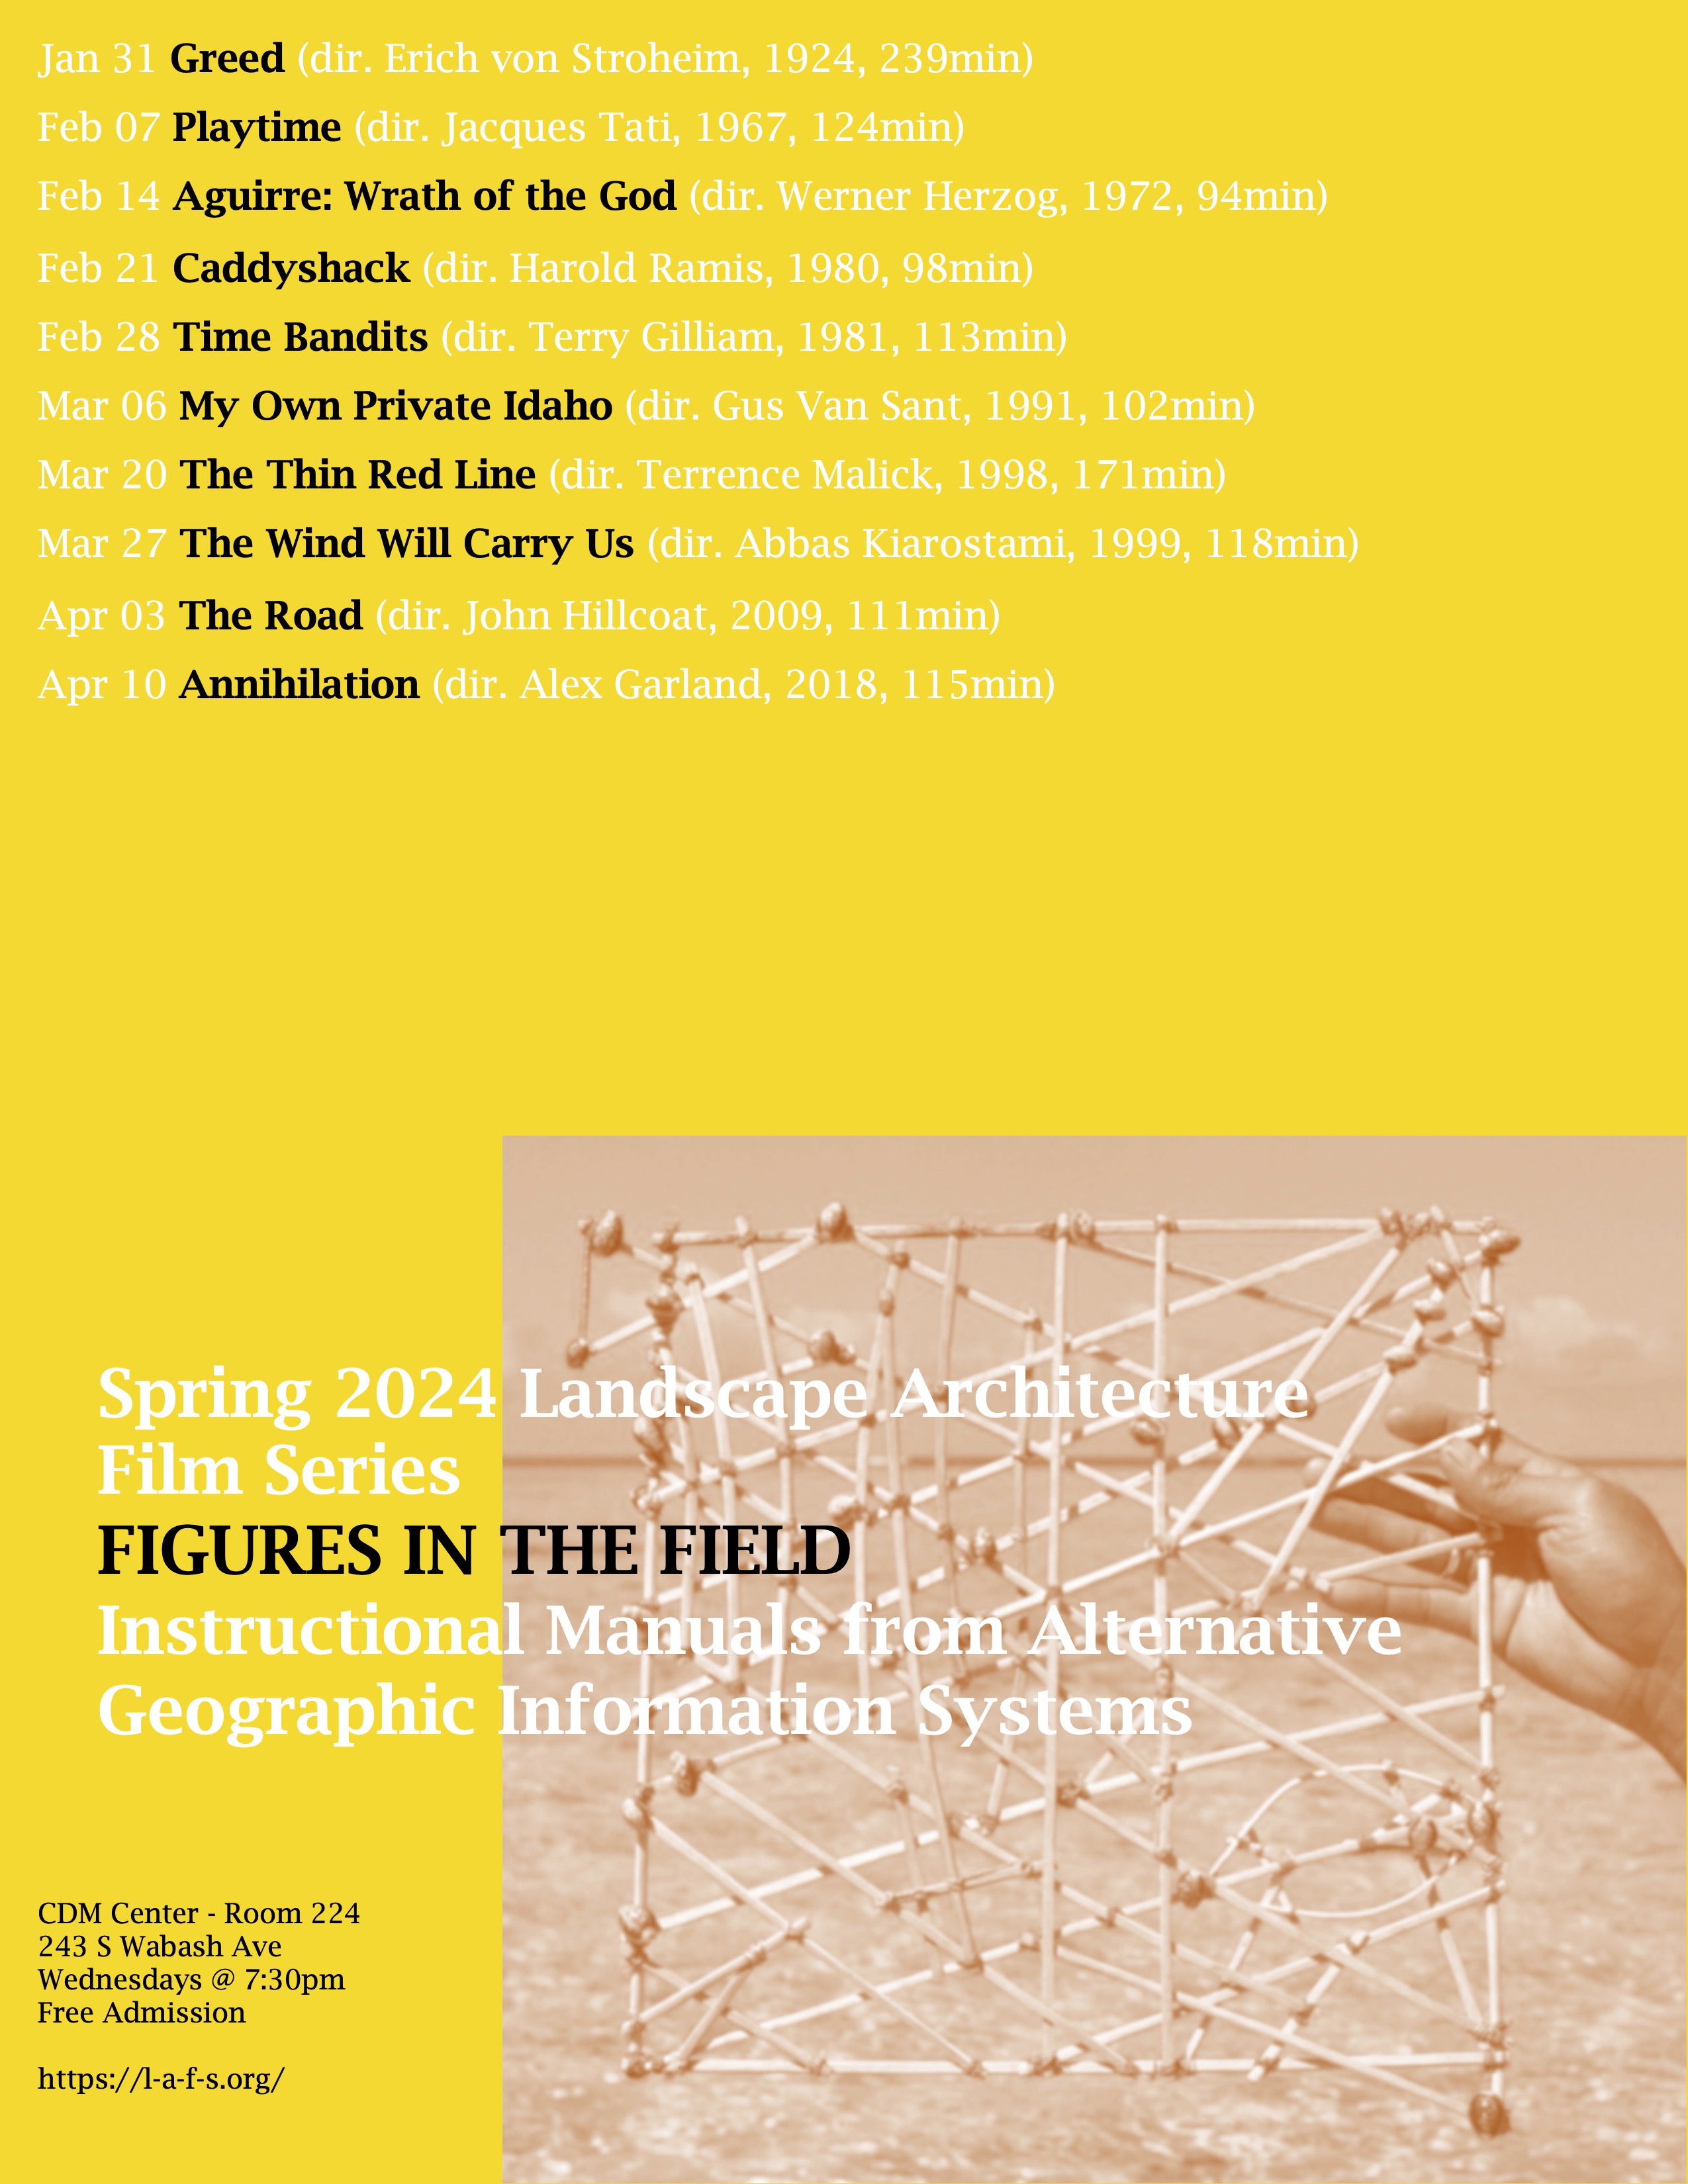 Jan 31 Greed (dir. Erich von Stroheim, 1924, 239min)
Feb 07 Playtime (dir. Jacques Tati, 1967, 124min)
Feb 14 Aguirre: Wrath of the God (dir. Werner Herzog, 1972, 94min)
Feb 21 Caddyshack (dir. Harold Ramis, 1980, 98min)
Feb 28 Time Bandits (dir. Terry Gilliam, 1981, 113min)
Mar 06 My Own Private Idaho (dir. Gus Van Sant, 1991, 102min)
Mar 20 The Thin Red Line (dir. Terrence Malick, 1998, 171min)
Mar 27 The Wind Will Carry Us (dir. Abbas Kiarostami, 1999, 118min)
Apr 03 The Road (dir. John Hillcoat, 2009, 111min)
Apr 10 Annihilation (dir. Alex Garland, 2018, 115min)
Spring 2024 Landscape Architecture
Film Series
FIGURES IN THE FIELD
Instructional Manuals from Alternative
Geographic Information Systems
CDM Center - Room 224
243 S Wabash Ave
Wednesdays @ 7:30pm
Free Admission
https://l-a-f-s.org/